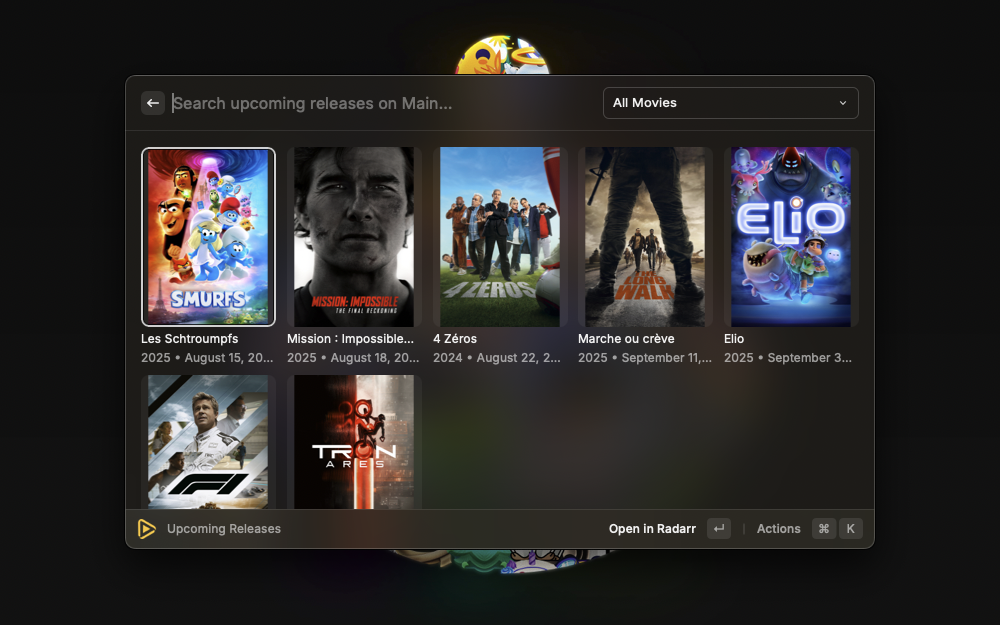 Search upcoming releases on Main...
All Movies
SMURFS
MISSION: IMPOSSIBLE
THE FINAL RECKONING
4 ZEROS
THE LONG WALK
ELIO
Les Schtroumpfs
Mission : Impossible...
4 Zéros
Marche ou crève
Elio
2025 • August 15, 20...
2025 • August 18, 20...
2024 • August 22, 2...
2025 • September 11,...
2025 • September 3...
F1
TRON
ARES
Upcoming Releases
Open in Radarr
Actions
⌘
K